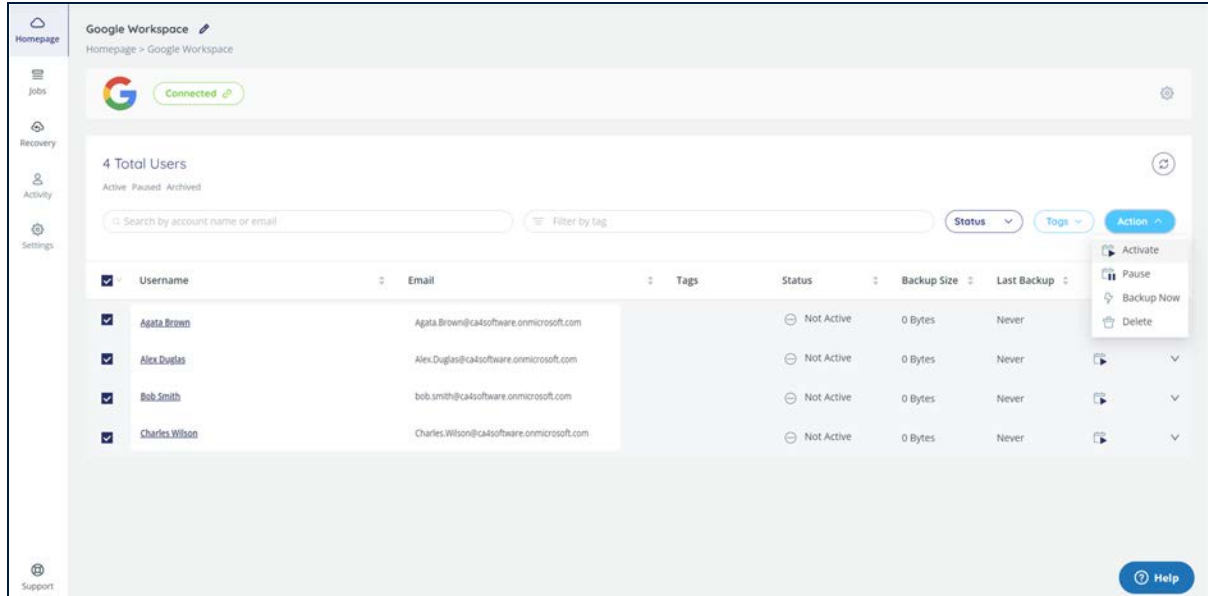 Homepage
Jobs
Recovery
Activity
Settings
Support
Google Workspace
Homepage > Google Workspace
Connected
4 Total Users
Active Paused Archived
Search by account name or email
Filter by tag
Status
Tags
Action
Activate
Pause
Backup Now
Delete
Username Email Tags Status Backup Size Last Backup
Agata Brown Agata.Brown@ca4software.onmicrosoft.com Not Active 0 Bytes Never
Alex Duglas Alex.Duglas@ca4software.onmicrosoft.com Not Active 0 Bytes Never
Bob Smith bob.smith@ca4software.onmicrosoft.com Not Active 0 Bytes Never
Charles Wilson Charles.Wilson@ca4software.onmicrosoft.com Not Active 0 Bytes Never
Help